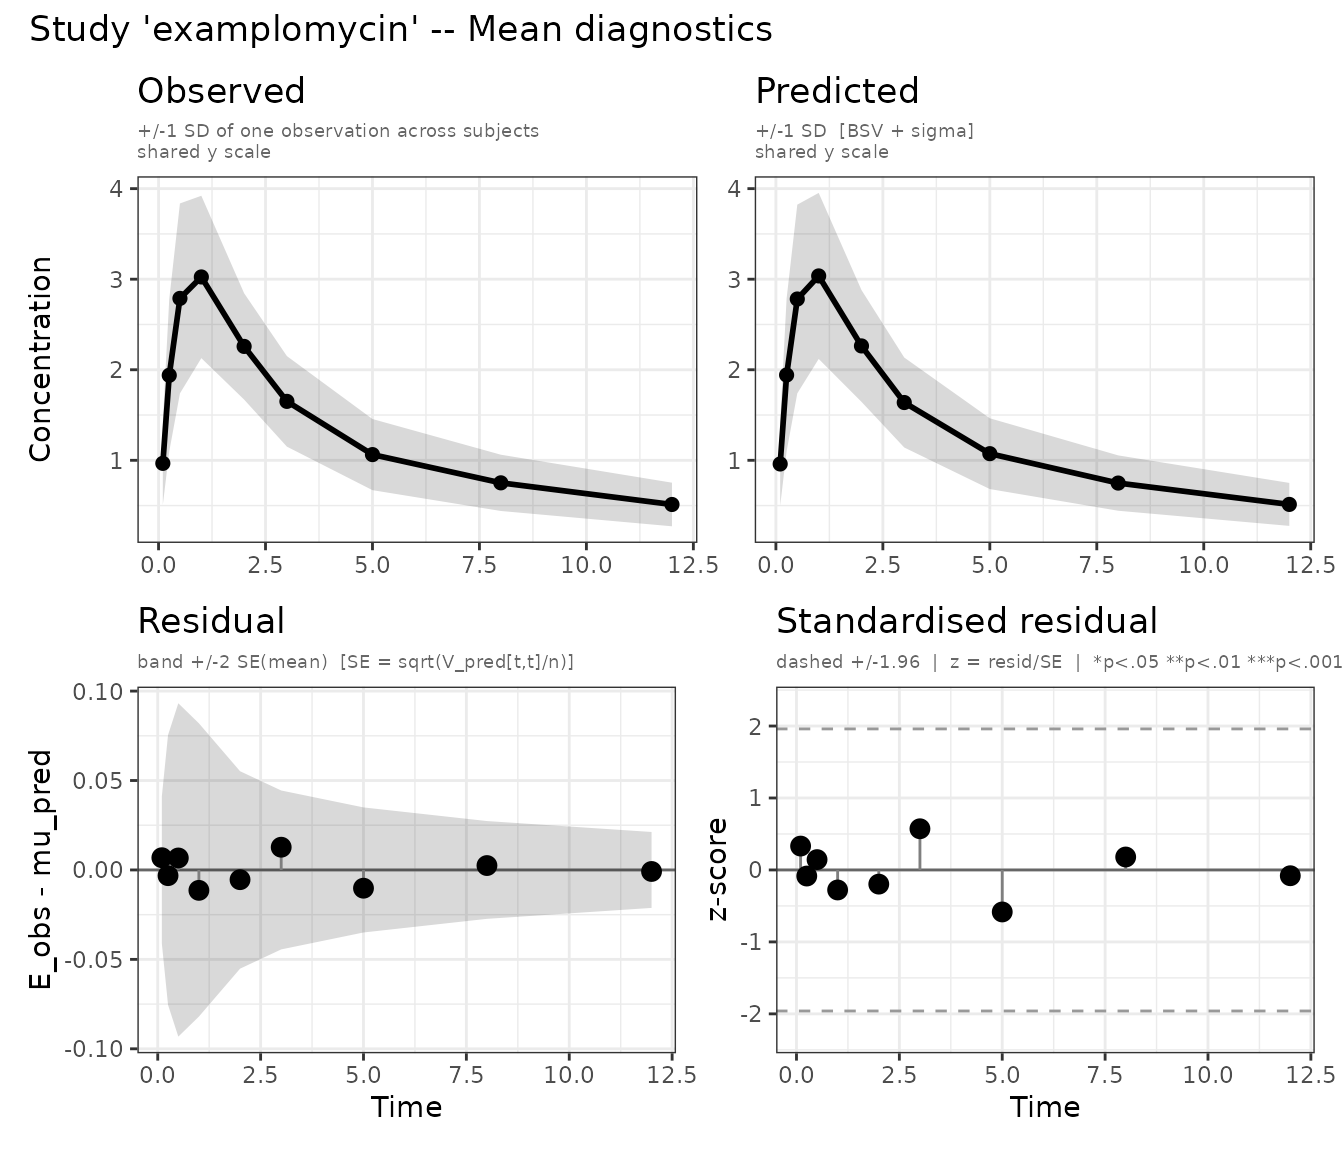 Study 'examplomycin' -- Mean diagnostics
Observed
+/-1 SD of one observation across subjects
shared y scale
Concentration
4
3
2
1
0.0 2.5 5.0 7.5 10.0 12.5
Predicted
+/-1 SD [BSV + sigma]
shared y scale
4
3
2
1
0.0 2.5 5.0 7.5 10.0 12.5
Residual
band +/-2 SE(mean) [SE = sqrt(V_pred[t,t]/n)]
E_obs - mu_pred
0.10
0.05
0.00
-0.05
-0.10
0.0 2.5 5.0 7.5 10.0 12.5
Time
Standardised residual
dashed +/-1.96 | z = resid/SE | *p<.05 **p<.01 ***p<.001
z-score
2
1
0
-1
-2
0.0 2.5 5.0 7.5 10.0 12.5
Time